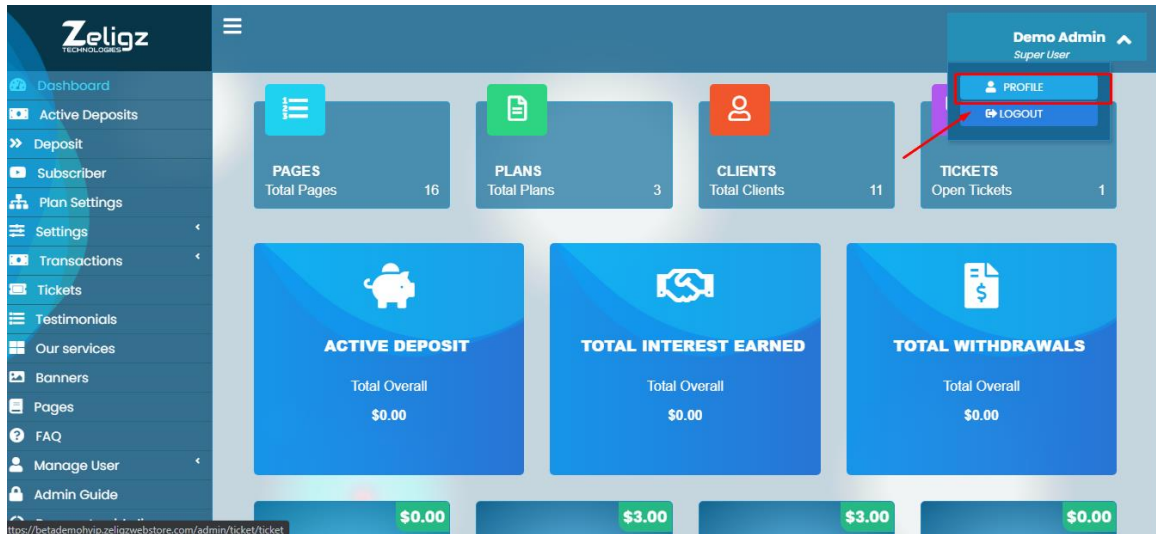 Zeligz
TECHNOLOGIES
Demo Admin
Super User
PROFILE
LOGOUT
Dashboard
Active Deposits
Deposit
Subscriber
Plan Settings
Settings
Transactions
Tickets
Testimonials
Our services
Banners
Pages
FAQ
Manage User
Admin Guide
ttps://betademohyip.zeligzwebstore.com/admin/ticket/ticket
PAGES
Total Pages 16
PLANS
Total Plans 3
CLIENTS
Total Clients 11
TICKETS
Open Tickets 1
ACTIVE DEPOSIT
Total Overall
$0.00
TOTAL INTEREST EARNED
Total Overall
$0.00
TOTAL WITHDRAWALS
Total Overall
$0.00
$0.00
$3.00
$3.00
$0.00